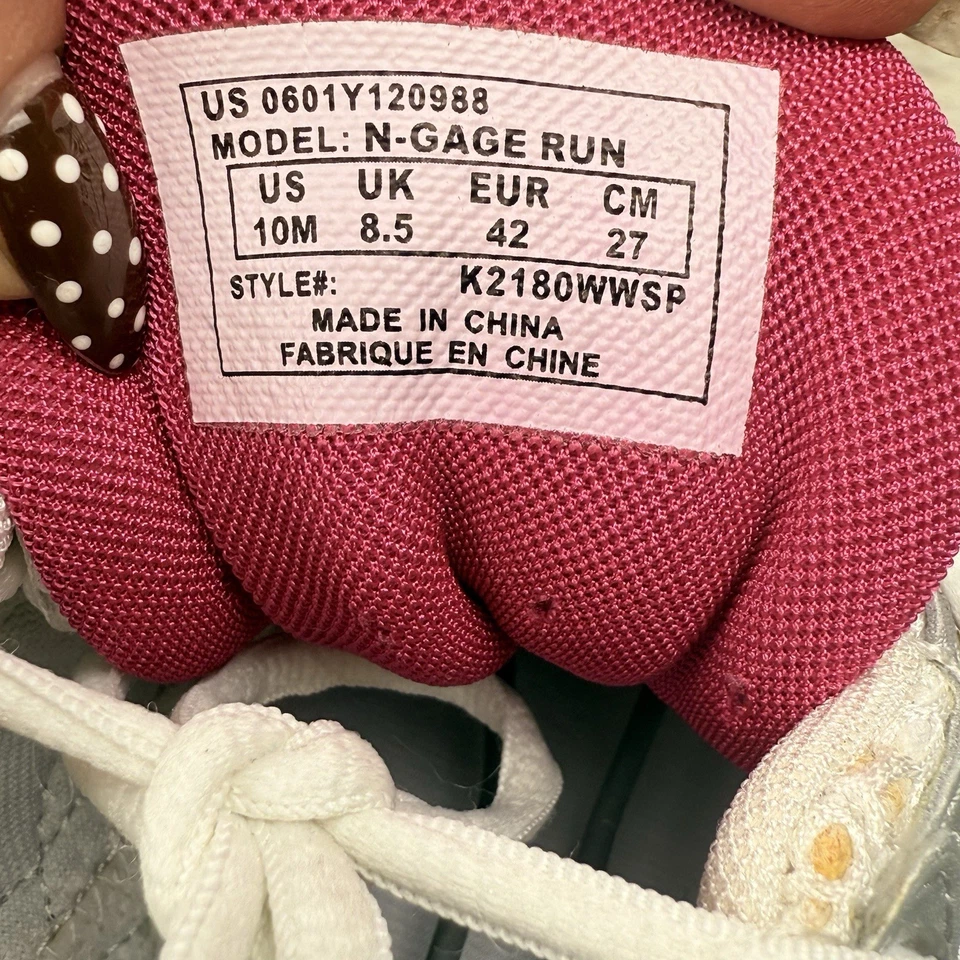 US 0601Y120988
MODEL: N-GAGE RUN
US UK EUR CM
10M 8.5 42 27
STYLE#: K2180WWSP
MADE IN CHINA
FABRIQUE EN CHINE